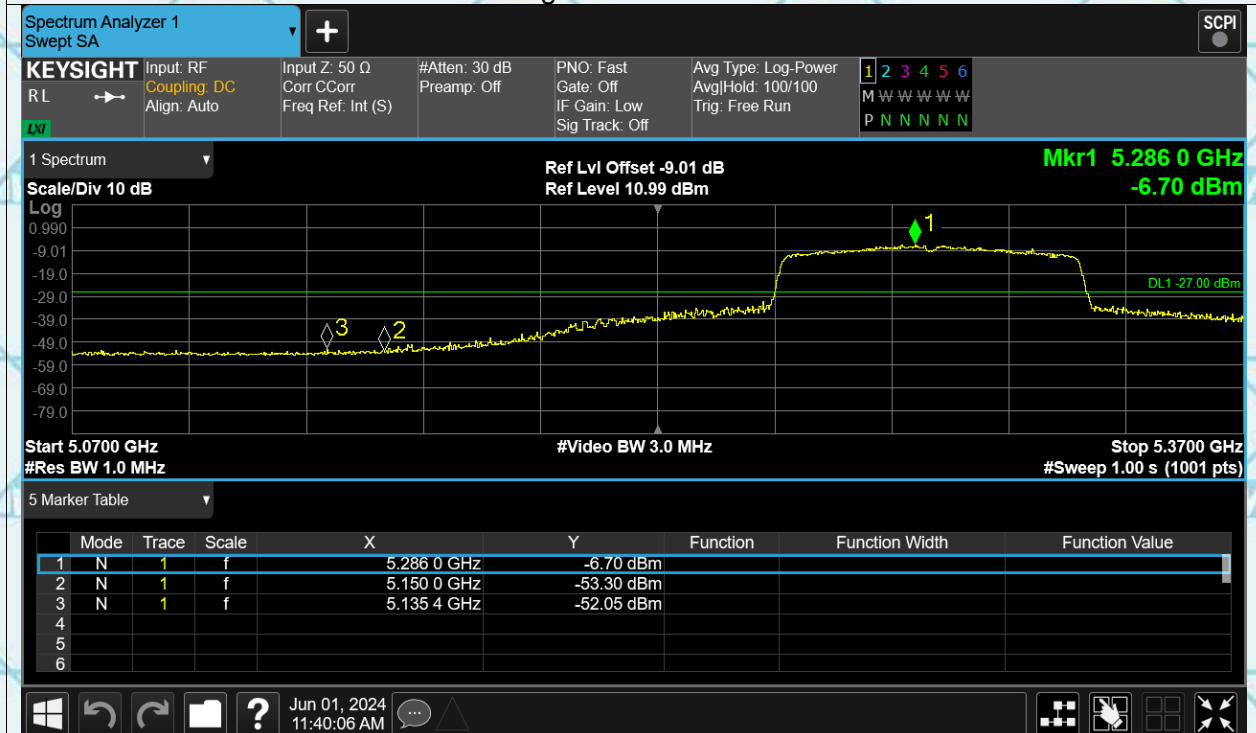 Spectrum Analyzer 1
Swept SA
+
SCPI
KEYSIGHT
RL
LXI
Input: RF
Coupling: DC
Align: Auto
Input Z: 50 Ω
Corr CCorr
Freq Ref: Int (S)
#Atten: 30 dB
Preamp: Off
PNO: Fast
Gate: Off
IF Gain: Low
Sig Track: Off
Avg Type: Log-Power
Avg|Hold: 100/100
Trig: Free Run
1 2 3 4 5 6
M W W W W W
P N N N N N
1 Spectrum
Scale/Div 10 dB
Ref Lvl Offset -9.01 dB
Ref Level 10.99 dBm
Mkr1 5.286 0 GHz
-6.70 dBm
Log
0.990
-9.01
-19.0
-29.0
-39.0
-49.0
-59.0
-69.0
-79.0
1
DL1 -27.00 dBm
3
2
Start 5.0700 GHz
#Video BW 3.0 MHz
Stop 5.3700 GHz
#Res BW 1.0 MHz
#Sweep 1.00 s (1001 pts)
5 Marker Table
Mode Trace Scale X Y Function Function Width Function Value
1 N 1 f 5.286 0 GHz -6.70 dBm
2 N 1 f 5.150 0 GHz -53.30 dBm
3 N 1 f 5.135 4 GHz -52.05 dBm
4
5
6
?
Jun 01, 2024
11:40:06 AM